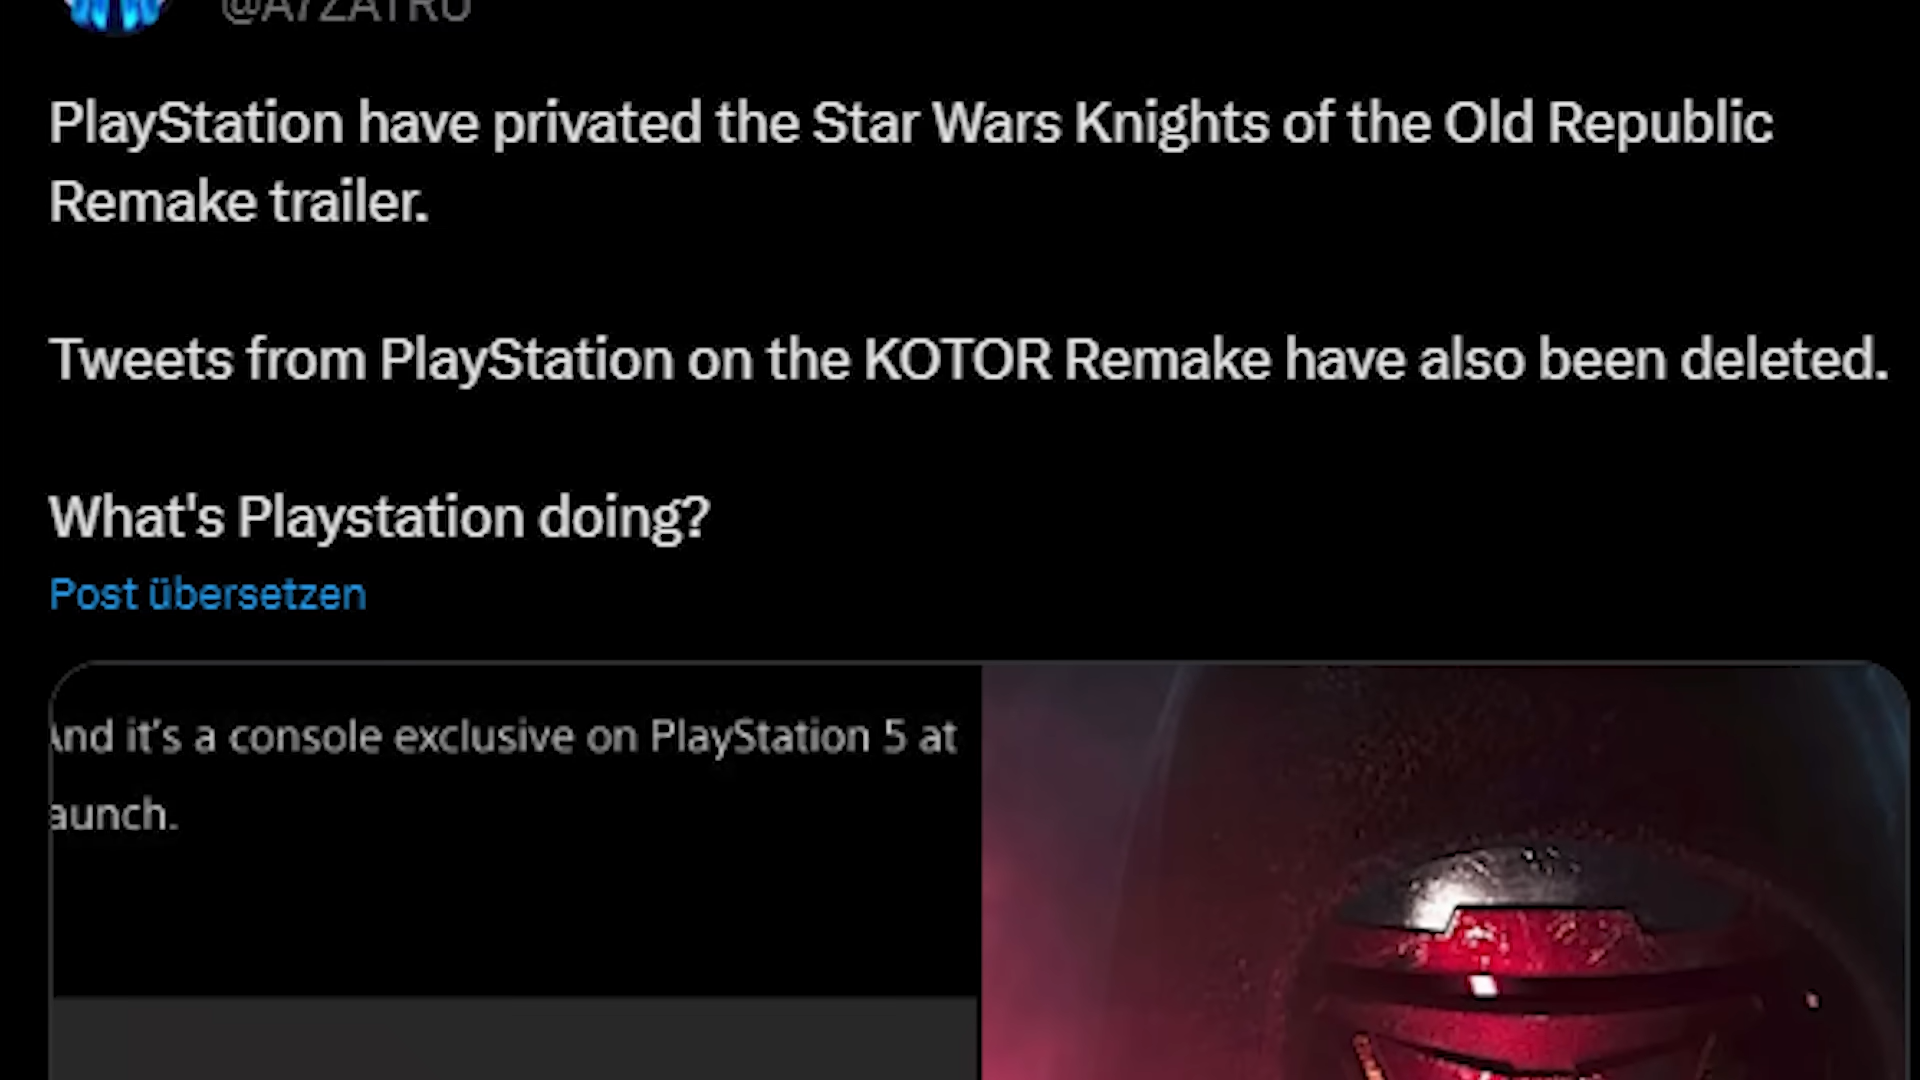 PlayStation have privated the Star Wars Knights of the Old Republic
Remake trailer.
Tweets from PlayStation on the KOTOR Remake have also been deleted.
What's Playstation doing?
Post übersetzen
And it's a console exclusive on PlayStation 5 at
aunch.